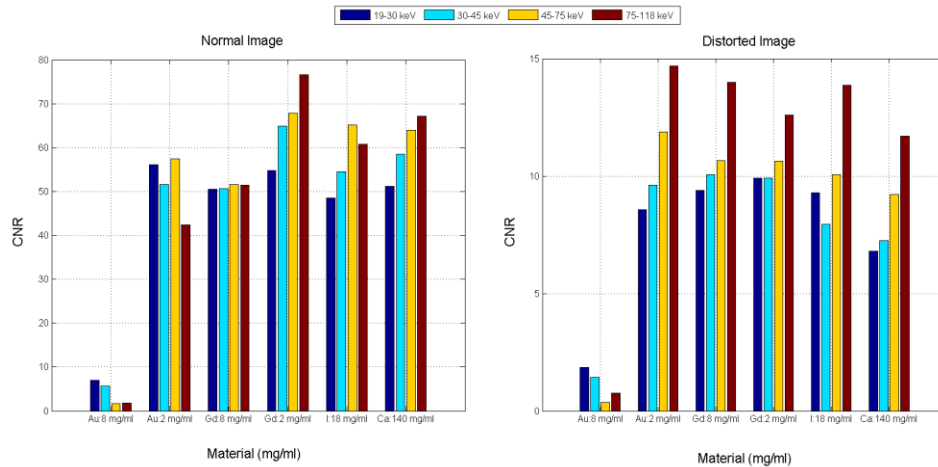 19-30 keV 30-45 keV 45-75 keV 75-118 keV
Normal Image
80
70
60
50
40
30
20
10
0
CNR
Au:8 mg/ml Au:2 mg/ml Gd:8 mg/ml Gd:2 mg/ml I:18 mg/ml Ca:140 mg/ml
Material (mg/ml)
Distorted Image
15
10
5
0
CNR
Au:8 mg/ml Au:2 mg/ml Gd:8 mg/ml Gd:2 mg/ml I:18 mg/ml Ca:140 mg/ml
Material (mg/ml)